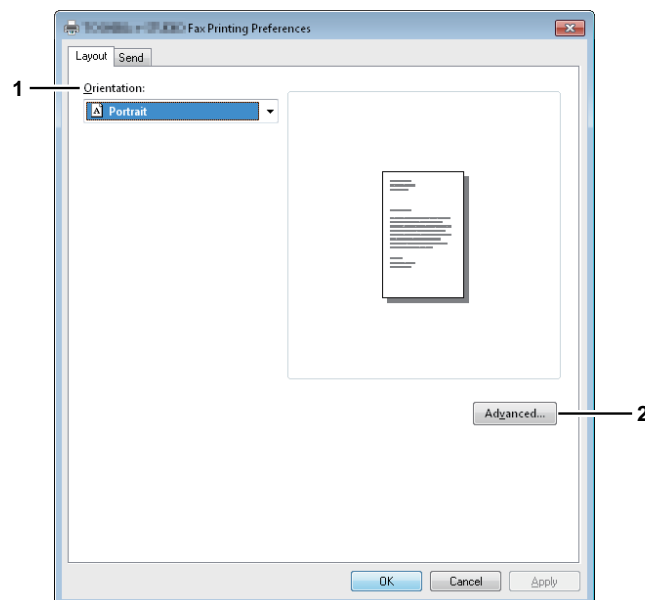 Fax Printing Preferences
Layout Send
1
Orientation:
Portrait
Advanced...
2
OK Cancel Apply